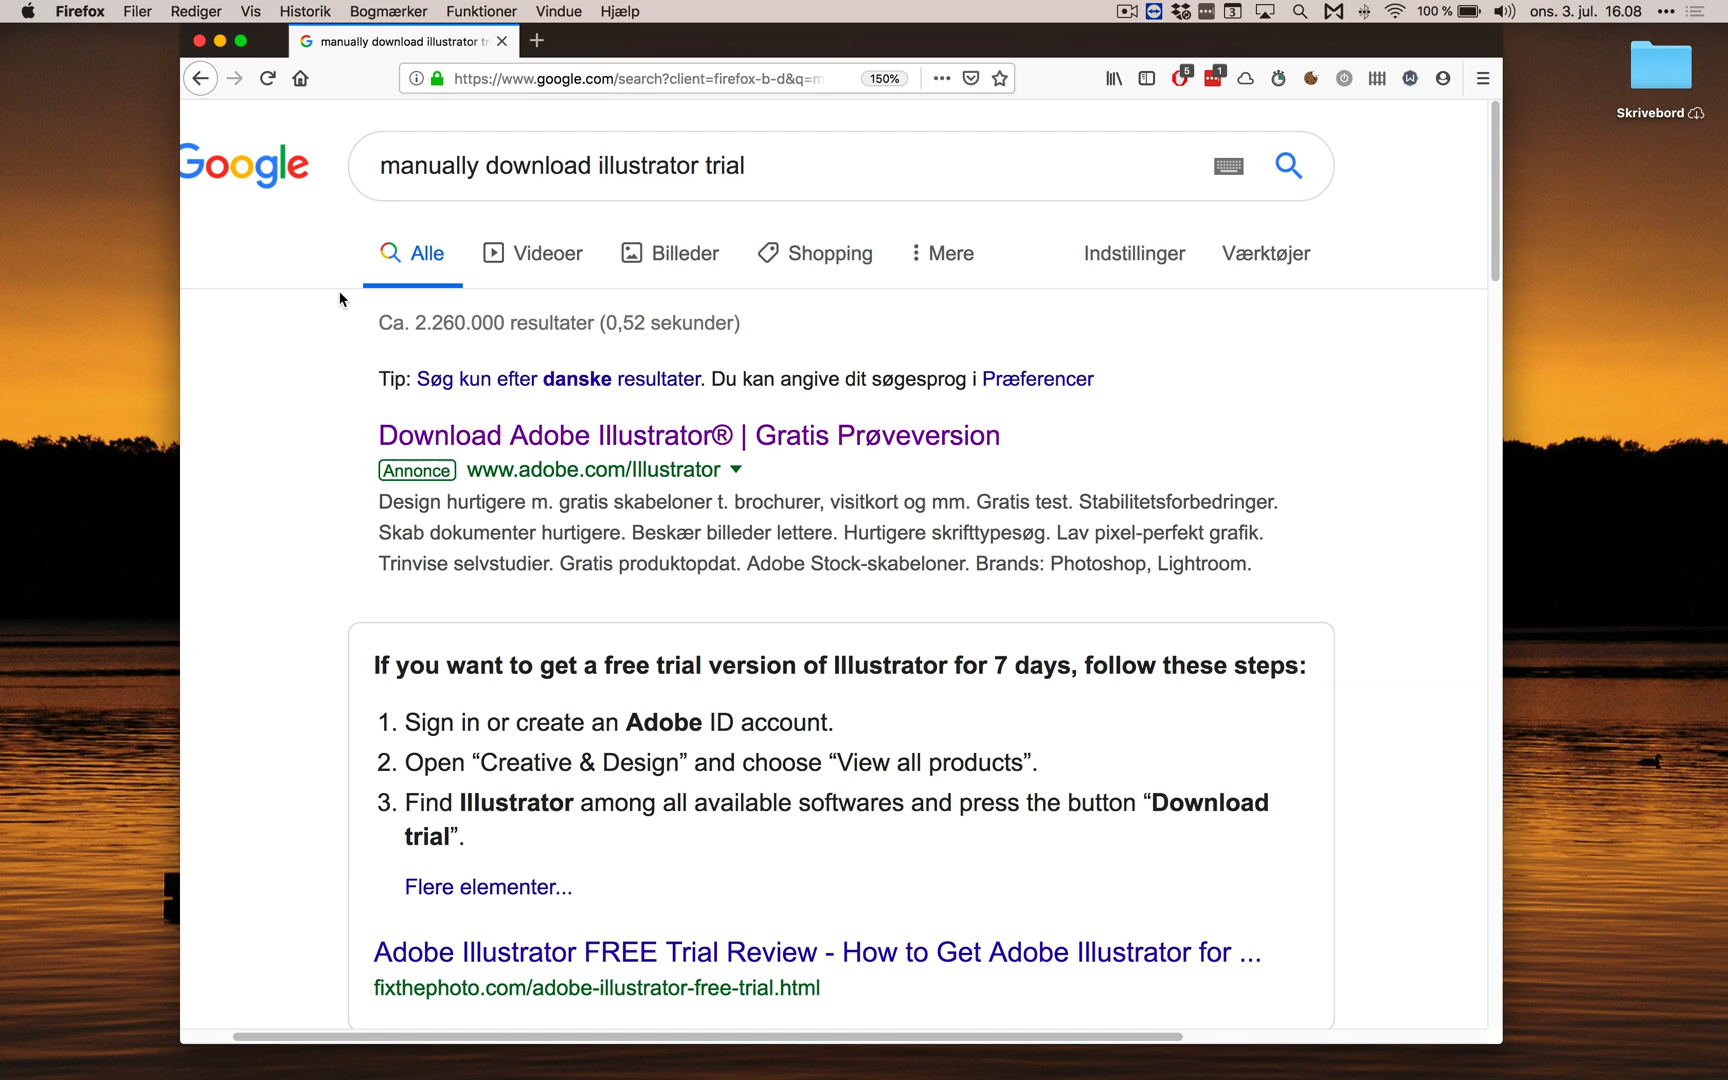 Firefox Filer Rediger Vis Historik Bogmærker Funktioner Vindue Hjælp 3 100 % ons. 3. jul. 16.08
manually download illustrator tr
https://www.google.com/search?client=firefox-b-d&q=m 150% 5 1
Skrivebord
Google
manually download illustrator trial
Alle Videoer Billeder Shopping Mere Indstillinger Værktøjer
Ca. 2.260.000 resultater (0,52 sekunder)
Tip: Søg kun efter danske resultater. Du kan angive dit søgesprog i Præferencer
Download Adobe Illustrator® | Gratis Prøveversion
Annonce www.adobe.com/Illustrator
Design hurtigere m. gratis skabeloner t. brochurer, visitkort og mm. Gratis test. Stabilitetsforbedringer.
Skab dokumenter hurtigere. Beskær billeder lettere. Hurtigere skrifttypesøg. Lav pixel-perfekt grafik.
Trinvise selvstudier. Gratis produktopdat. Adobe Stock-skabeloner. Brands: Photoshop, Lightroom.
If you want to get a free trial version of Illustrator for 7 days, follow these steps:
1. Sign in or create an Adobe ID account.
2. Open “Creative & Design” and choose “View all products”.
3. Find Illustrator among all available softwares and press the button “Download
trial”.
Flere elementer...
Adobe Illustrator FREE Trial Review - How to Get Adobe Illustrator for ...
fixthephoto.com/adobe-illustrator-free-trial.html